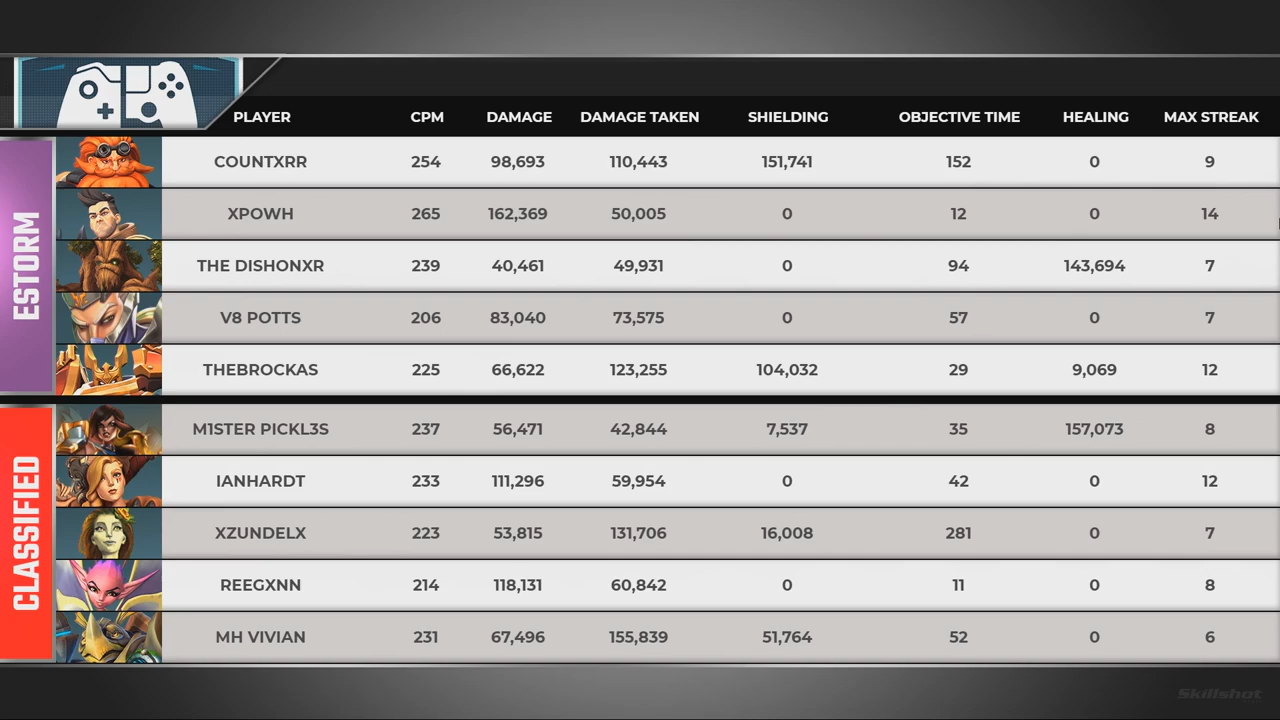 PLAYER CPM DAMAGE DAMAGE TAKEN SHIELDING OBJECTIVE TIME HEALING MAX STREAK
ESTORM
COUNTXRR 254 98,693 110,443 151,741 152 0 9
XPOWH 265 162,369 50,005 0 12 0 14
THE DISHONXR 239 40,461 49,931 0 94 143,694 7
V8 POTTS 206 83,040 73,575 0 57 0 7
THEBROCKAS 225 66,622 123,255 104,032 29 9,069 12
CLASSIFIED
M1STER PICKL3S 237 56,471 42,844 7,537 35 157,073 8
IANHARDT 233 111,296 59,954 0 42 0 12
XZUNDELX 223 53,815 131,706 16,008 281 0 7
REEGXNN 214 118,131 60,842 0 11 0 8
MH VIVIAN 231 67,496 155,839 51,764 52 0 6
Skillshot